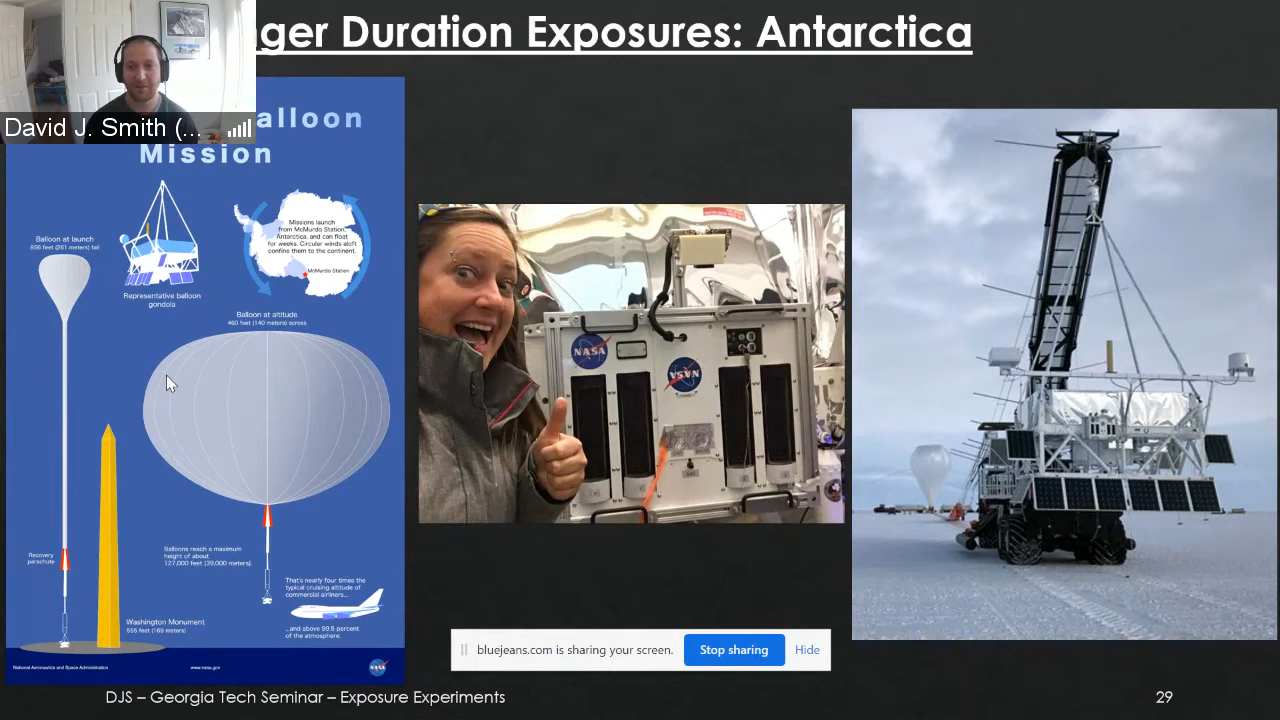 ger Duration Exposures: Antarctica
David J. Smith (...
alloon
Mission
Missions launch
from McMurdo Station,
Antarctica, and can float
for weeks. Circular winds aloft
confine them to the continent.
McMurdo Station
Balloon at launch
856 feet (261 meters) tall
Representative balloon
gondola
Balloon at altitude
460 feet (140 meters) across
Recovery
parachute
Balloons reach a maximum
height of about
127,000 feet (39,000 meters).
That's nearly four times the
typical cruising altitude of
commercial airliners...
Washington Monument
555 feet (169 meters)
...and above 99.5 percent
of the atmosphere.
National Aeronautics and Space Administration
www.nasa.gov
NASA
NASA
NASA
bluejeans.com is sharing your screen.
Stop sharing
Hide
DJS – Georgia Tech Seminar – Exposure Experiments
29